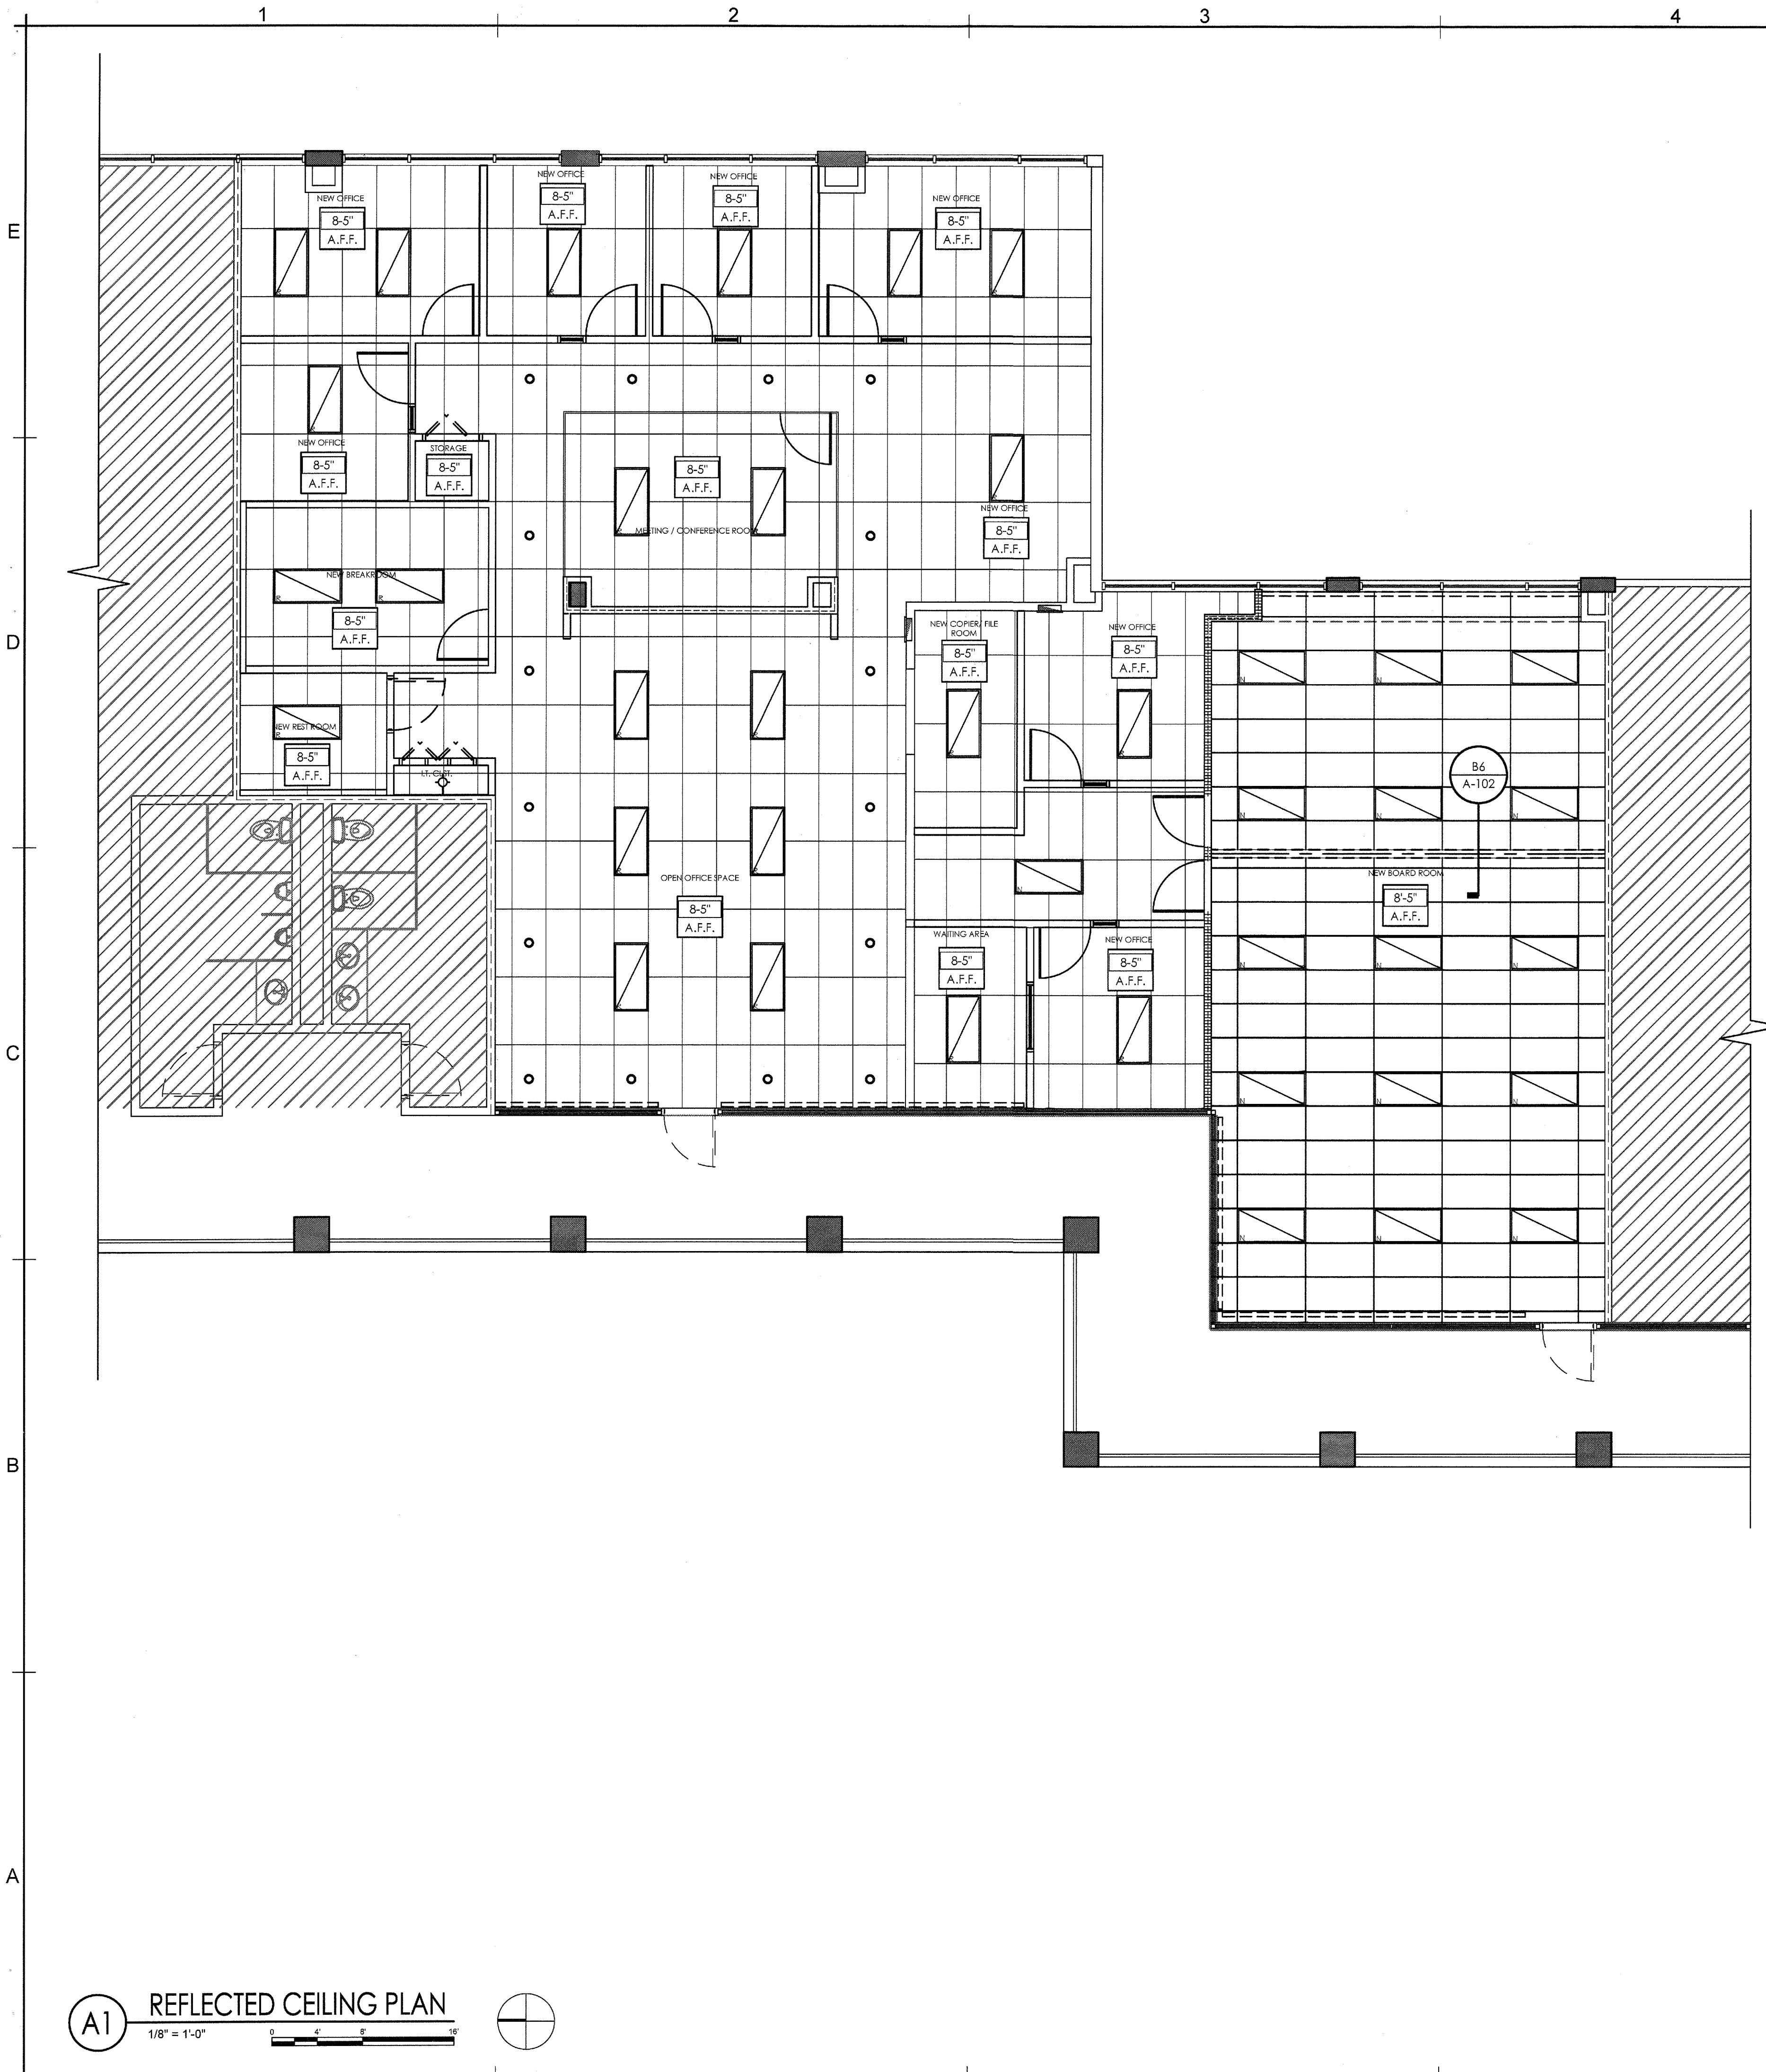 1 2 3 4
E
D
C
B
A
NEW OFFICE
8-5"
A.F.F.
NEW OFFICE
8-5"
A.F.F.
NEW OFFICE
8-5"
A.F.F.
NEW OFFICE
8-5"
A.F.F.
R
R
R
R
R
R
R
NEW OFFICE
8-5"
A.F.F.
STORAGE
8-5"
A.F.F.
8-5"
A.F.F.
R
R
MEETING / CONFERENCE ROOM
R
NEW OFFICE
8-5"
A.F.F.
NEW BREAKROOM
R
R
8-5"
A.F.F.
NEW COPIER/ FILE
ROOM
8-5"
A.F.F.
R
NEW OFFICE
8-5"
A.F.F.
R
NEW REST ROOM
R
8-5"
A.F.F.
LT. CLST.
R
R
R
R
OPEN OFFICE SPACE
8-5"
A.F.F.
R
R
N
WAITING AREA
8-5"
A.F.F.
R
NEW OFFICE
8-5"
A.F.F.
R
N N N
B6
A-102
N N N
NEW BOARD ROOM
8'-5"
A.F.F.
N N N
N N N
N N N
A1
REFLECTED CEILING PLAN
1/8" = 1'-0"
0 4' 8' 16'